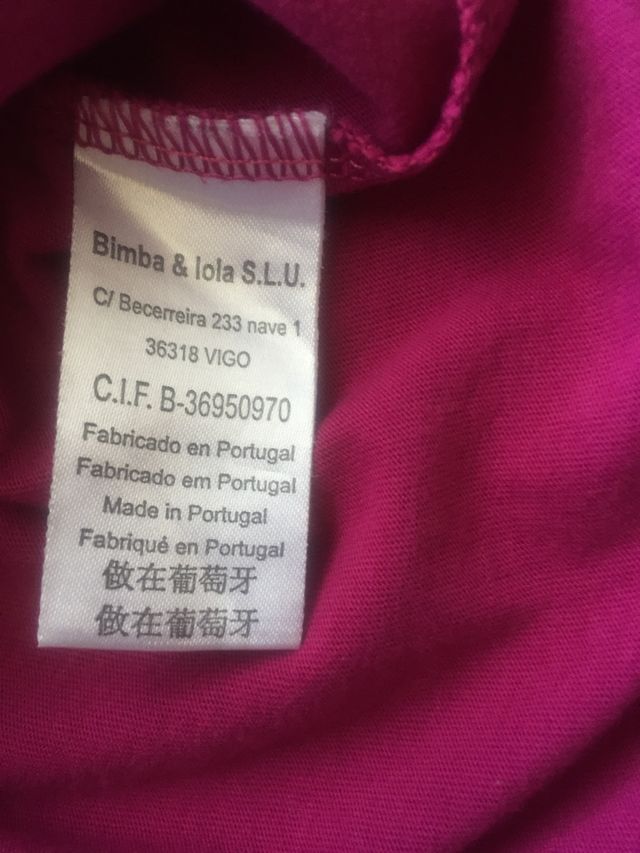 Bimba & lola S.L.U.
C/ Becerreira 233 nave 1
36318 VIGO
C.I.F. B-36950970
Fabricado en Portugal
Fabricado em Portugal
Made in Portugal
Fabriqué en Portugal
做在葡萄牙
做在葡萄牙